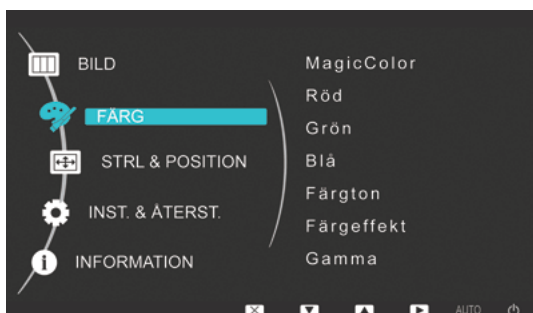 BILD
FÄRG
STRL & POSITION
INST. & ÅTERST.
INFORMATION
MagicColor
Röd
Grön
Blå
Färgton
Färgeffekt
Gamma
AUTO